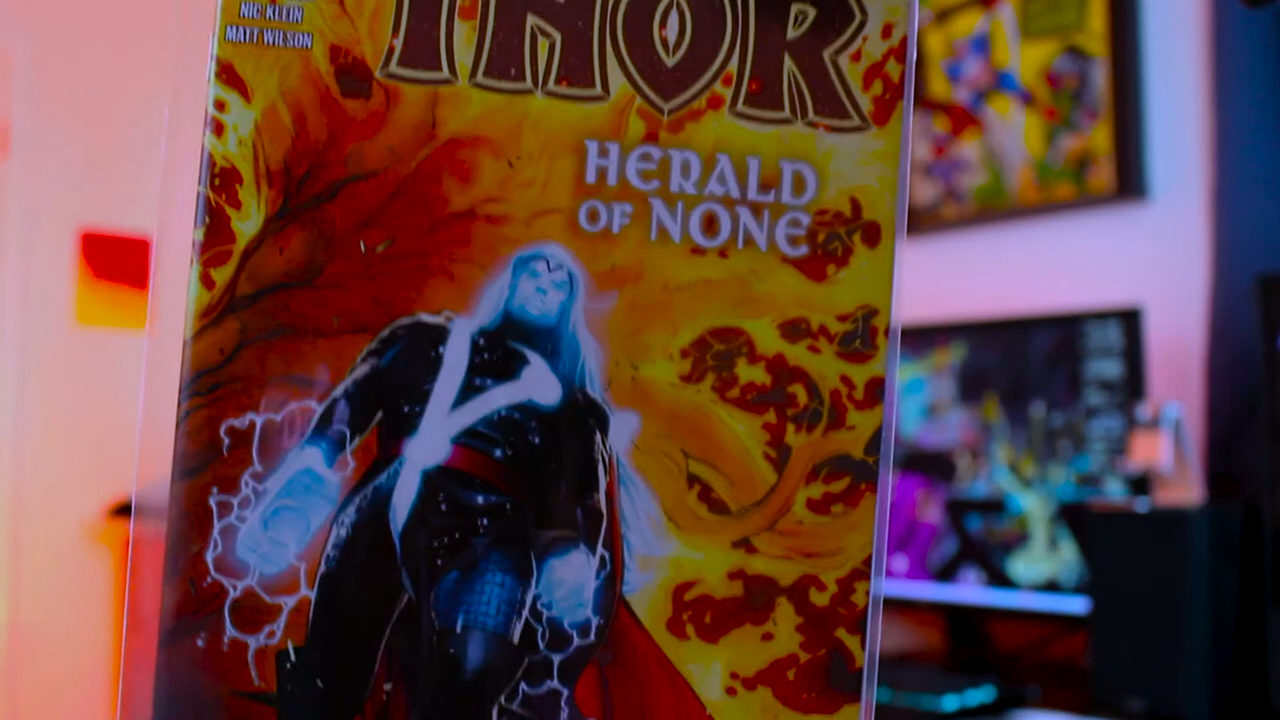 NIC KLEIN
MATT WILSON
THOR
HERALD
OF NONE